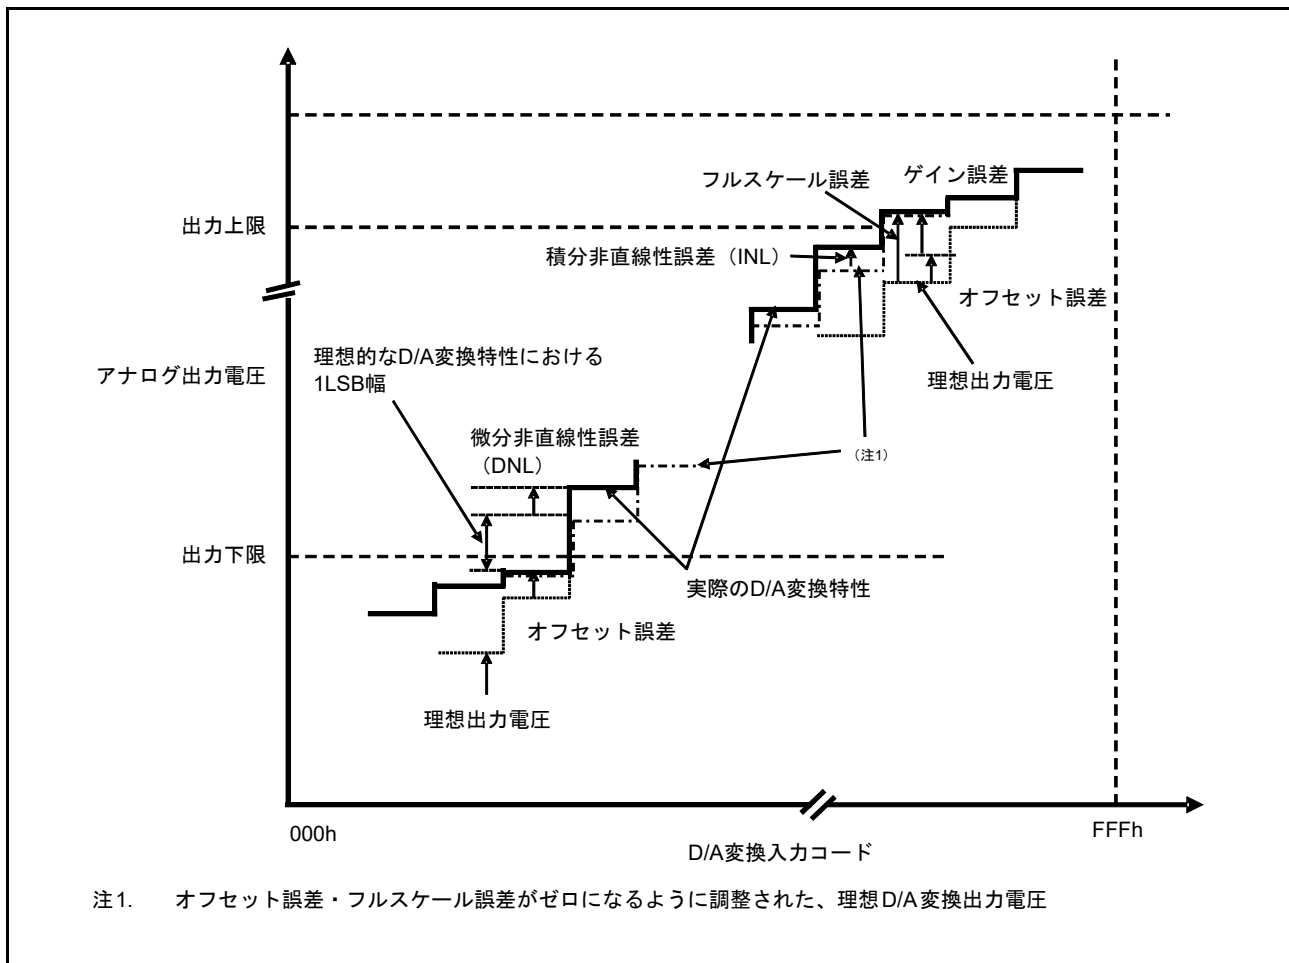 フルスケール誤差
ゲイン誤差
出力上限
積分非直線性誤差（INL）
オフセット誤差
理想的なD/A変換特性における
1LSB幅
アナログ出力電圧
理想出力電圧
微分非直線性誤差
（DNL）
（注1）
出力下限
実際のD/A変換特性
オフセット誤差
理想出力電圧
000h
FFFh
D/A変換入力コード
注1. オフセット誤差・フルスケール誤差がゼロになるように調整された、理想D/A変換出力電圧